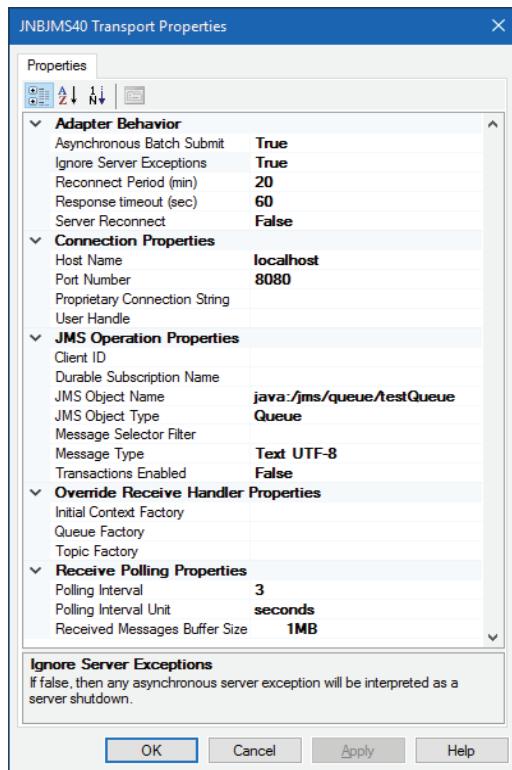 JNBJMS40 Transport Properties
Properties
Adapter Behavior
Asynchronous Batch Submit True
Ignore Server Exceptions True
Reconnect Period (min) 20
Response timeout (sec) 60
Server Reconnect False
Connection Properties
Host Name localhost
Port Number 8080
Proprietary Connection String
User Handle
JMS Operation Properties
Client ID
Durable Subscription Name
JMS Object Name java:/jms/queue/testQueue
JMS Object Type Queue
Message Selector Filter
Message Type Text UTF-8
Transactions Enabled False
Override Receive Handler Properties
Initial Context Factory
Queue Factory
Topic Factory
Receive Polling Properties
Polling Interval 3
Polling Interval Unit seconds
Received Messages Buffer Size 1MB
Ignore Server Exceptions
If false, then any asynchronous server exception will be interpreted as a
server shutdown.
OK Cancel Apply Help